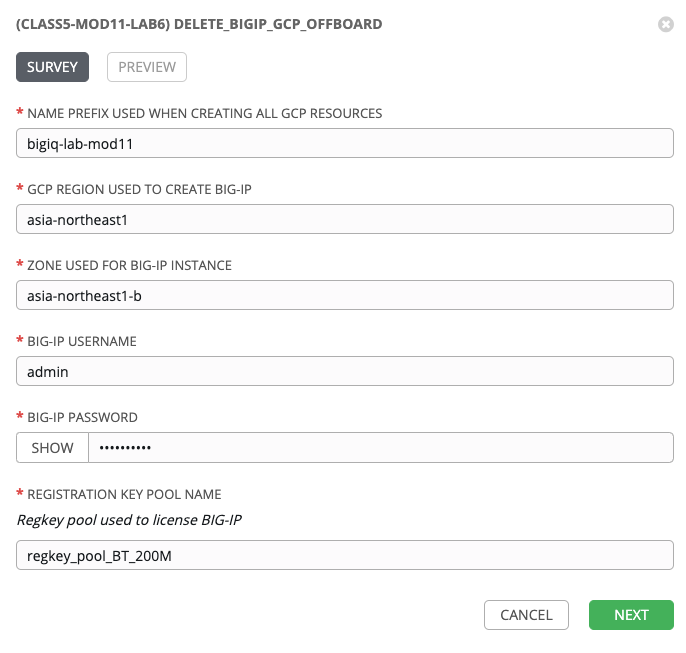 (CLASS5-MOD11-LAB6) DELETE_BIGIP_GCP_OFFBOARD
SURVEY PREVIEW
* NAME PREFIX USED WHEN CREATING ALL GCP RESOURCES
bigiq-lab-mod11
* GCP REGION USED TO CREATE BIG-IP
asia-northeast1
* ZONE USED FOR BIG-IP INSTANCE
asia-northeast1-b
* BIG-IP USERNAME
admin
* BIG-IP PASSWORD
SHOW ••••••••••
* REGISTRATION KEY POOL NAME
Regkey pool used to license BIG-IP
regkey_pool_BT_200M
CANCEL NEXT